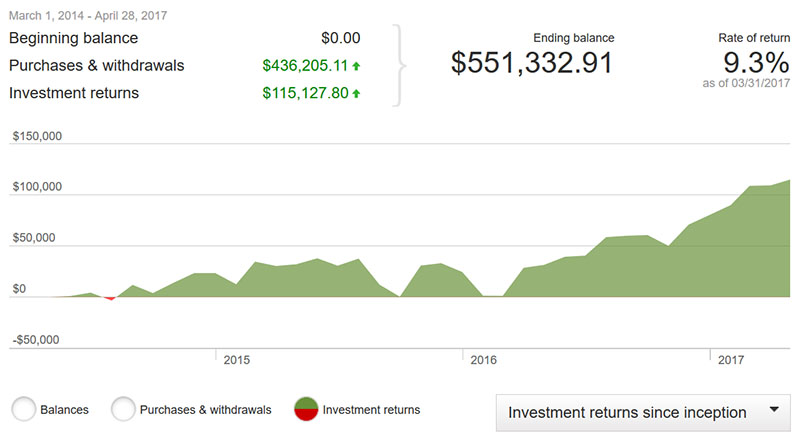 March 1, 2014 - April 28, 2017
Beginning balance $0.00
Purchases & withdrawals $436,205.11
Investment returns $115,127.80
Ending balance
$551,332.91
Rate of return
9.3%
as of 03/31/2017
$150,000
$100,000
$50,000
$0
-$50,000
2015 2016 2017
Balances Purchases & withdrawals Investment returns
Investment returns since inception